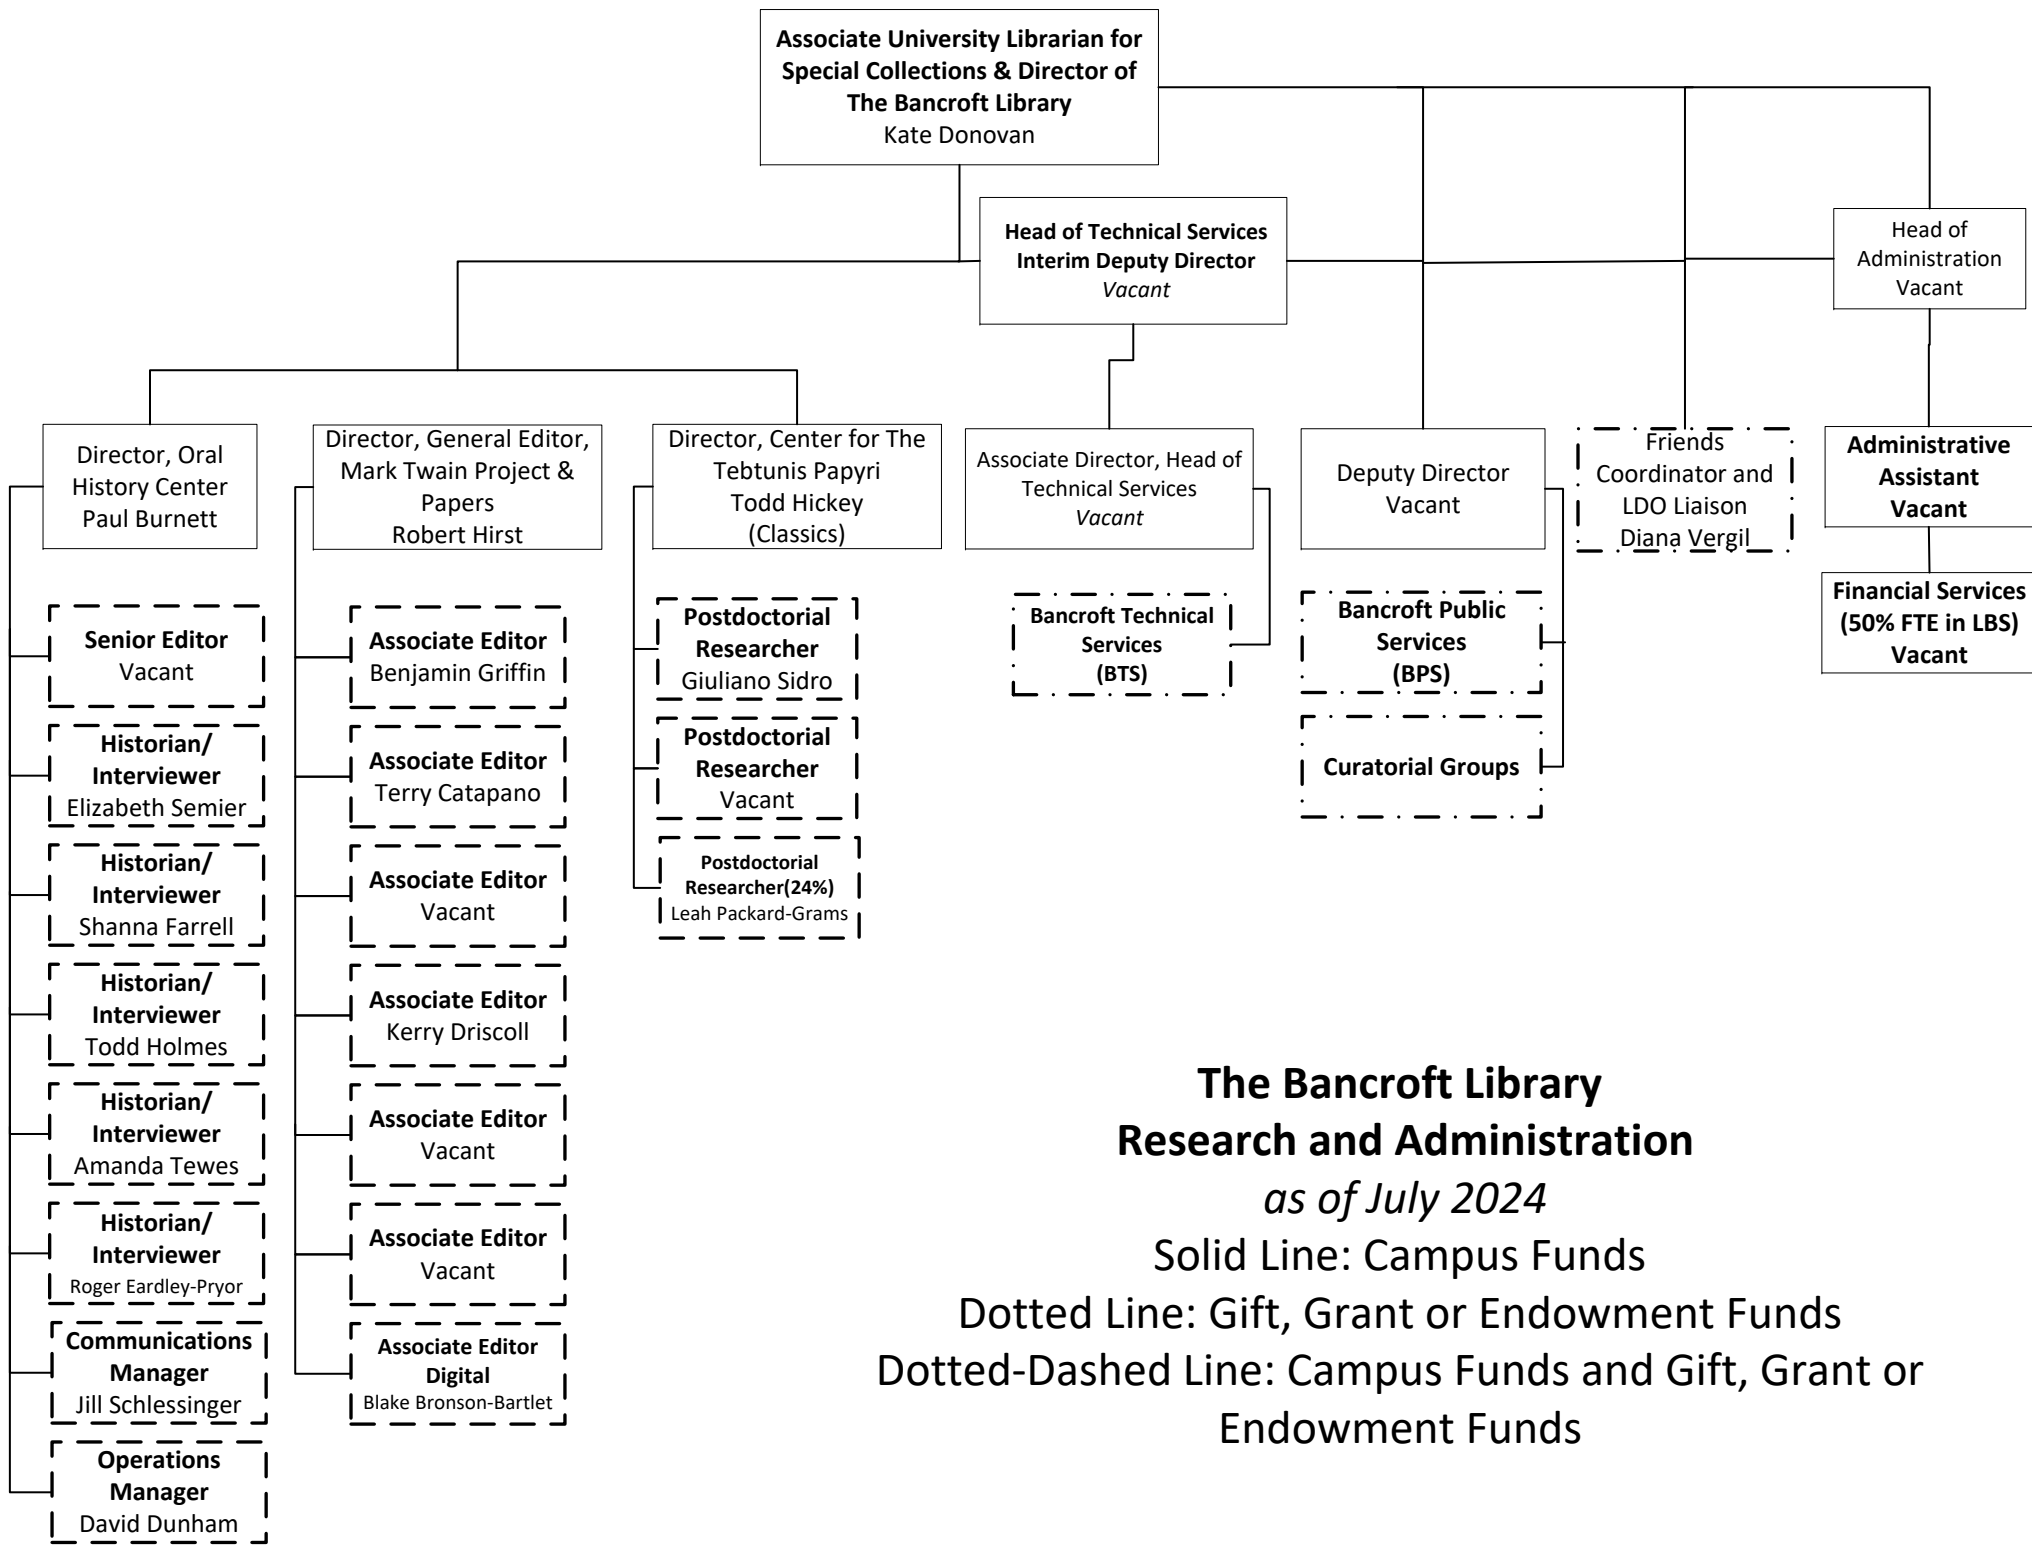 Associate University Librarian for
Special Collections & Director of
The Bancroft Library
Kate Donovan
Head of Technical Services
Interim Deputy Director
Vacant
Head of
Administration
Vacant
Director, Oral
History Center
Paul Burnett
Director, General Editor,
Mark Twain Project &
Papers
Robert Hirst
Director, Center for The
Tebtunis Papyri
Todd Hickey
(Classics)
Associate Director, Head of
Technical Services
Vacant
Deputy Director
Vacant
Friends
Coordinator and
LDO Liaison
Diana Vergil
Administrative
Assistant
Vacant
Financial Services
(50% FTE in LBS)
Vacant
Senior Editor
Vacant
Historian/
Interviewer
Elizabeth Semier
Historian/
Interviewer
Shanna Farrell
Historian/
Interviewer
Todd Holmes
Historian/
Interviewer
Amanda Tewes
Historian/
Interviewer
Roger Eardley-Pryor
Communications
Manager
Jill Schlessinger
Operations
Manager
David Dunham
Associate Editor
Benjamin Griffin
Associate Editor
Terry Catapano
Associate Editor
Vacant
Associate Editor
Kerry Driscoll
Associate Editor
Vacant
Associate Editor
Vacant
Associate Editor
Digital
Blake Bronson-Bartlet
Postdoctorial
Researcher
Giuliano Sidro
Postdoctorial
Researcher
Vacant
Postdoctorial
Researcher(24%)
Leah Packard-Grams
Bancroft Technical
Services
(BTS)
Bancroft Public
Services
(BPS)
Curatorial Groups
The Bancroft Library
Research and Administration
as of July 2024
Solid Line: Campus Funds
Dotted Line: Gift, Grant or Endowment Funds
Dotted-Dashed Line: Campus Funds and Gift, Grant or
Endowment Funds